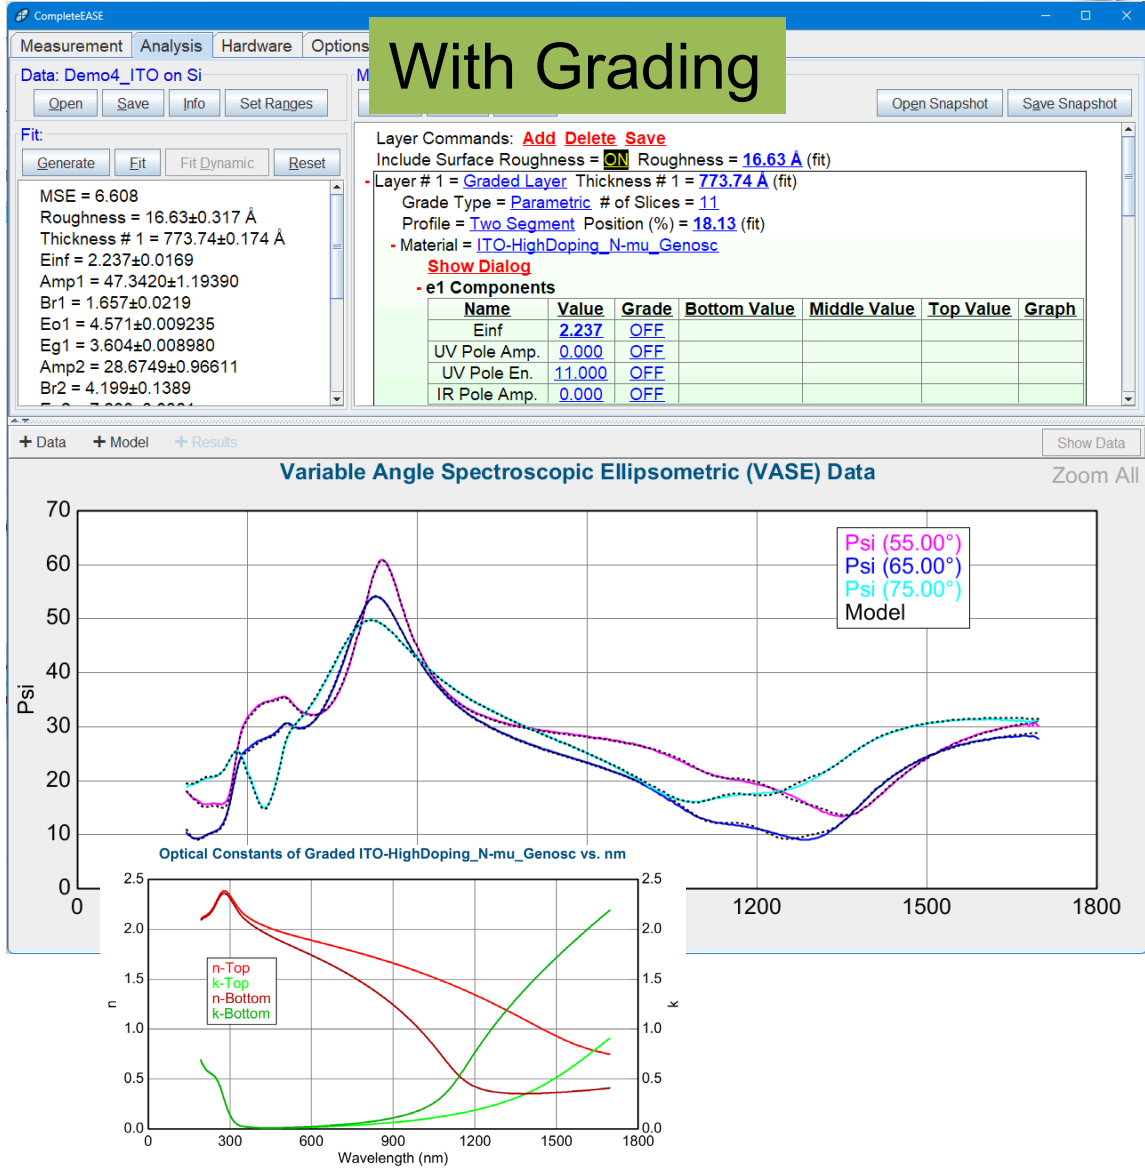 CompleteEASE
With Grading
Measurement Analysis Hardware Options
Data: Demo4_ITO on Si
Open Save Info Set Ranges
Open Snapshot Save Snapshot
Fit:
Generate Fit Fit Dynamic Reset
MSE = 6.608
Roughness = 16.63±0.317 Å
Thickness # 1 = 773.74±0.174 Å
Einf = 2.237±0.0169
Amp1 = 47.3420±1.19390
Br1 = 1.657±0.0219
Eo1 = 4.571±0.009235
Eg1 = 3.604±0.008980
Amp2 = 28.6749±0.96611
Br2 = 4.199±0.1389
Layer Commands: Add Delete Save
Include Surface Roughness = ON Roughness = 16.63 Å (fit)
- Layer # 1 = Graded Layer Thickness # 1 = 773.74 Å (fit)
Grade Type = Parametric # of Slices = 11
Profile = Two Segment Position (%) = 18.13 (fit)
- Material = ITO-HighDoping_N-mu_Genosc
Show Dialog
- e1 Components
Name Value Grade Bottom Value Middle Value Top Value Graph
Einf 2.237 OFF
UV Pole Amp. 0.000 OFF
UV Pole En. 11.000 OFF
IR Pole Amp. 0.000 OFF
+ Data + Model + Results
Show Data
Variable Angle Spectroscopic Ellipsometric (VASE) Data
Zoom All
Psi
70
60
50
40
30
20
10
0
0 1200 1500 1800
Psi (55.00°)
Psi (65.00°)
Psi (75.00°)
Model
Optical Constants of Graded ITO-HighDoping_N-mu_Genosc vs. nm
2.5 2.5
2.0 2.0
1.5 1.5
1.0 1.0
0.5 0.5
0.0 0.0
n
k
n-Top
k-Top
n-Bottom
k-Bottom
0 300 600 900 1200 1500 1800
Wavelength (nm)